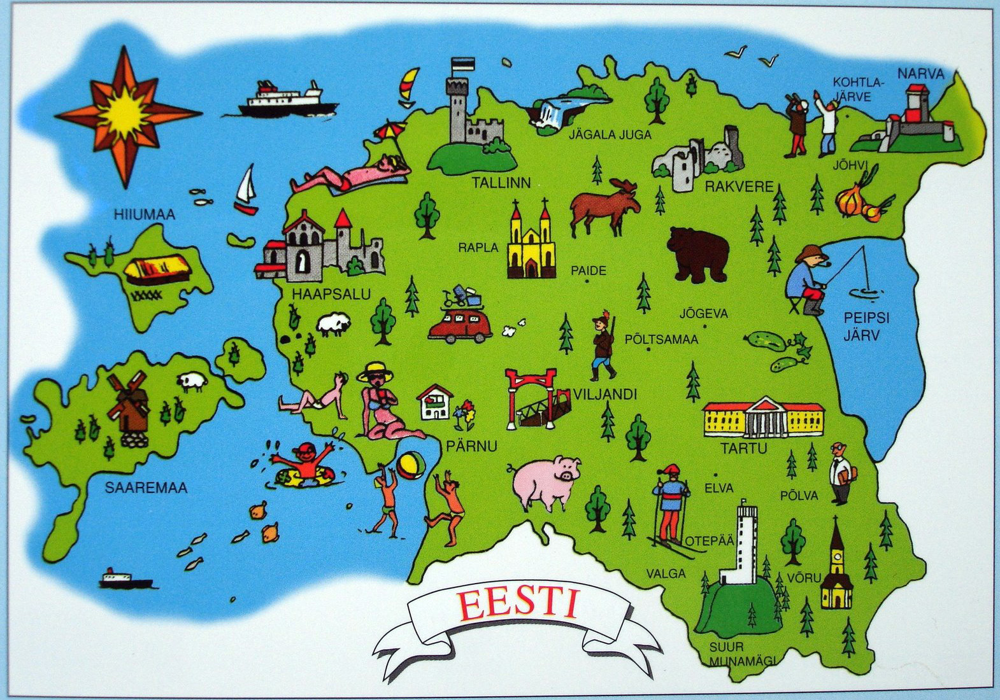 NARVA
KOHTLA-
JÄRVE
JÄGALA JUGA
JÕHVI
TALLINN
RAKVERE
HIIUMAA
RAPLA
PAIDE
HAAPSALU
JÕGEVA
PEIPSI
JÄRV
PÕLTSAMAA
VILJANDI
PÄRNU
TARTU
SAAREMAA
ELVA
PÕLVA
OTEPÄÄ
VALGA
VÕRU
EESTI
SUUR
MUNAMÄGI